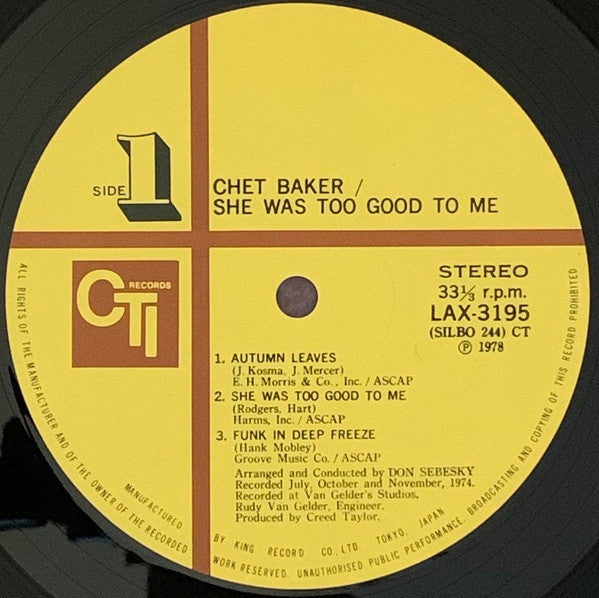 SIDE 1
CHET BAKER /
SHE WAS TOO GOOD TO ME
CTI RECORDS
STEREO
33⅓ r.p.m.
LAX-3195
(SILBO 244) CT
Ⓟ 1978
1. AUTUMN LEAVES
(J. Kosma, J. Mercer)
E. H. Morris & Co., Inc. / ASCAP
2. SHE WAS TOO GOOD TO ME
(Rodgers, Hart)
Harms, Inc. / ASCAP
3. FUNK IN DEEP FREEZE
(Hank Mobley)
Groove Music Co. / ASCAP
Arranged and Conducted by DON SEBESKY
Recorded July, October and November, 1974.
Recorded at Van Gelder's Studios.
Rudy Van Gelder, Engineer.
Produced by Creed Taylor.
MANUFACTURED BY KING RECORD CO., LTD. TOKYO, JAPAN
ALL RIGHTS OF THE MANUFACTURER AND OF THE OWNER OF THE RECORDED WORK RESERVED. UNAUTHORISED PUBLIC PERFORMANCE, BROADCASTING AND COPYING OF THIS RECORD PROHIBITED